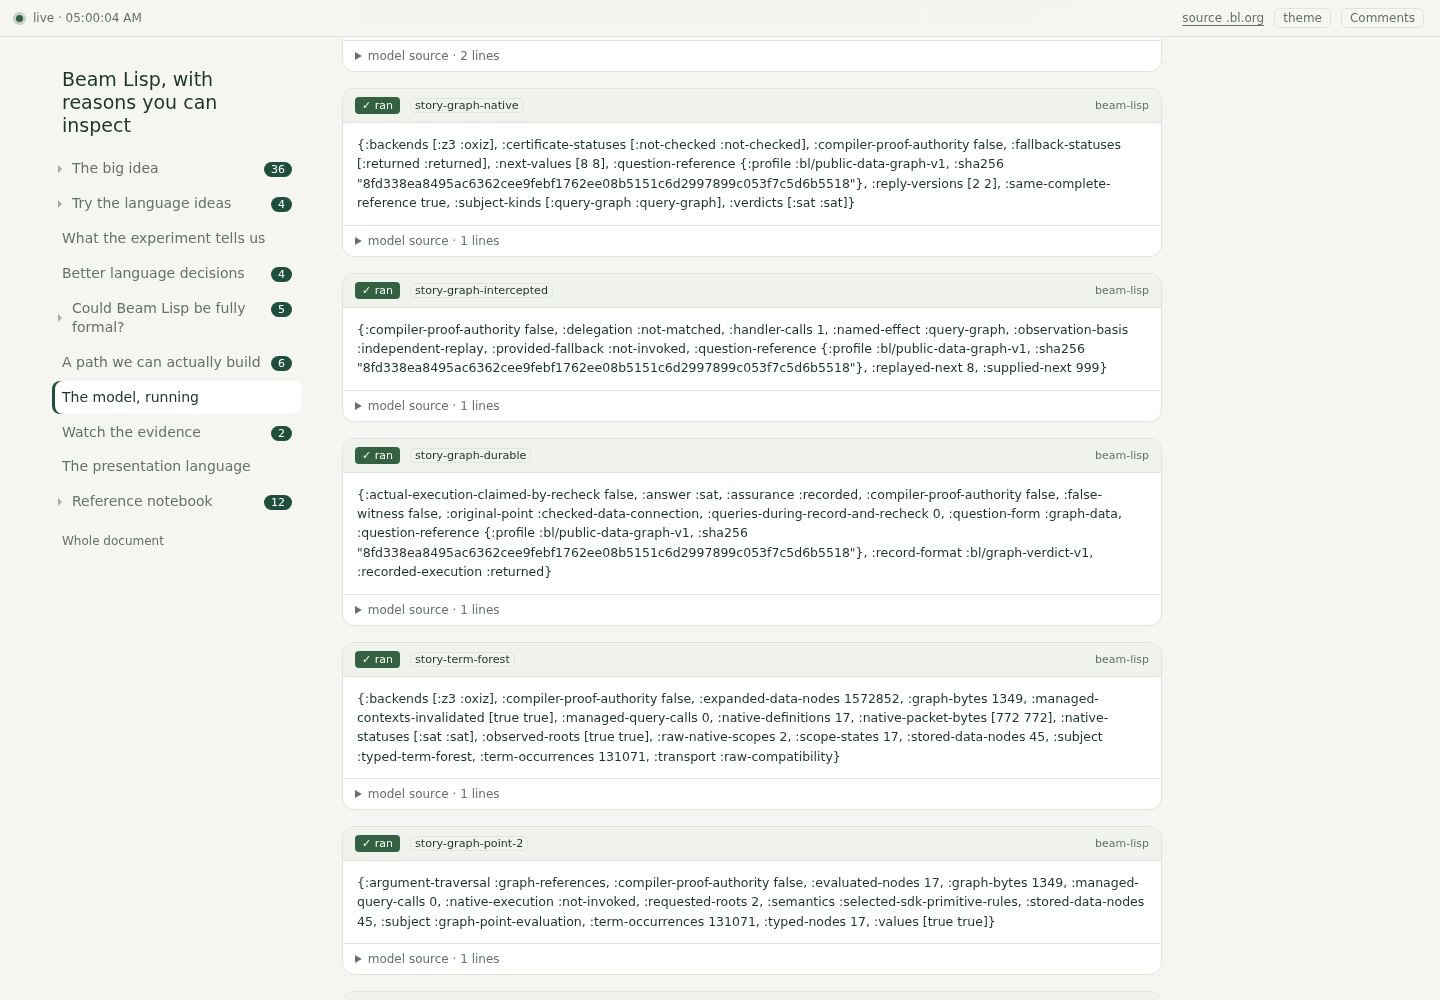 live · 05:00:04 AM
source .bl.org
theme
Comments
Beam Lisp, with
reasons you can
inspect
The big idea 36
Try the language ideas 4
What the experiment tells us
Better language decisions 4
Could Beam Lisp be fully 5
formal?
A path we can actually build 6
The model, running
Watch the evidence 2
The presentation language
Reference notebook 12
Whole document
▶ model source · 2 lines
✓ ran story-graph-native beam-lisp
{:backends [:z3 :oxiz], :certificate-statuses [:not-checked :not-checked], :compiler-proof-authority false, :fallback-statuses
[:returned :returned], :next-values [8 8], :question-reference {:profile :bl/public-data-graph-v1, :sha256
"8fd338ea8495ac6362cee9febf1762ee08b5151c6d2997899c053f7c5d6b5518"}, :reply-versions [2 2], :same-complete-
reference true, :subject-kinds [:query-graph :query-graph], :verdicts [:sat :sat]}
▶ model source · 1 lines
✓ ran story-graph-intercepted beam-lisp
{:compiler-proof-authority false, :delegation :not-matched, :handler-calls 1, :named-effect :query-graph, :observation-basis
:independent-replay, :provided-fallback :not-invoked, :question-reference {:profile :bl/public-data-graph-v1, :sha256
"8fd338ea8495ac6362cee9febf1762ee08b5151c6d2997899c053f7c5d6b5518"}, :replayed-next 8, :supplied-next 999}
▶ model source · 1 lines
✓ ran story-graph-durable beam-lisp
{:actual-execution-claimed-by-recheck false, :answer :sat, :assurance :recorded, :compiler-proof-authority false, :false-
witness false, :original-point :checked-data-connection, :queries-during-record-and-recheck 0, :question-form :graph-data,
:question-reference {:profile :bl/public-data-graph-v1, :sha256
"8fd338ea8495ac6362cee9febf1762ee08b5151c6d2997899c053f7c5d6b5518"}, :record-format :bl/graph-verdict-v1,
:recorded-execution :returned}
▶ model source · 1 lines
✓ ran story-term-forest beam-lisp
{:backends [:z3 :oxiz], :compiler-proof-authority false, :expanded-data-nodes 1572852, :graph-bytes 1349, :managed-
contexts-invalidated [true true], :managed-query-calls 0, :native-definitions 17, :native-packet-bytes [772 772], :native-
statuses [:sat :sat], :observed-roots [true true], :raw-native-scopes 2, :scope-states 17, :stored-data-nodes 45, :subject
:typed-term-forest, :term-occurrences 131071, :transport :raw-compatibility}
▶ model source · 1 lines
✓ ran story-graph-point-2 beam-lisp
{:argument-traversal :graph-references, :compiler-proof-authority false, :evaluated-nodes 17, :graph-bytes 1349, :managed-
query-calls 0, :native-execution :not-invoked, :requested-roots 2, :semantics :selected-sdk-primitive-rules, :stored-data-nodes
45, :subject :graph-point-evaluation, :term-occurrences 131071, :typed-nodes 17, :values [true true]}
▶ model source · 1 lines